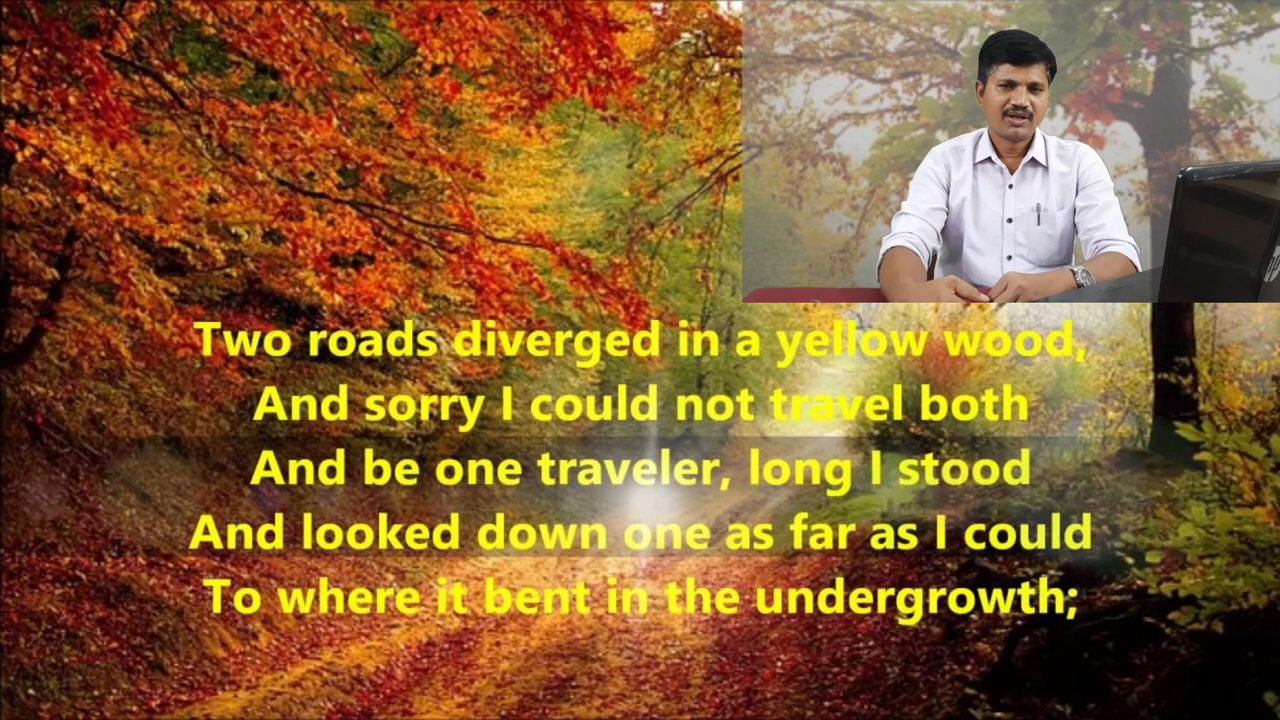 Two roads diverged in a yellow wood,
And sorry I could not travel both
And be one traveler, long I stood
And looked down one as far as I could
To where it bent in the undergrowth;